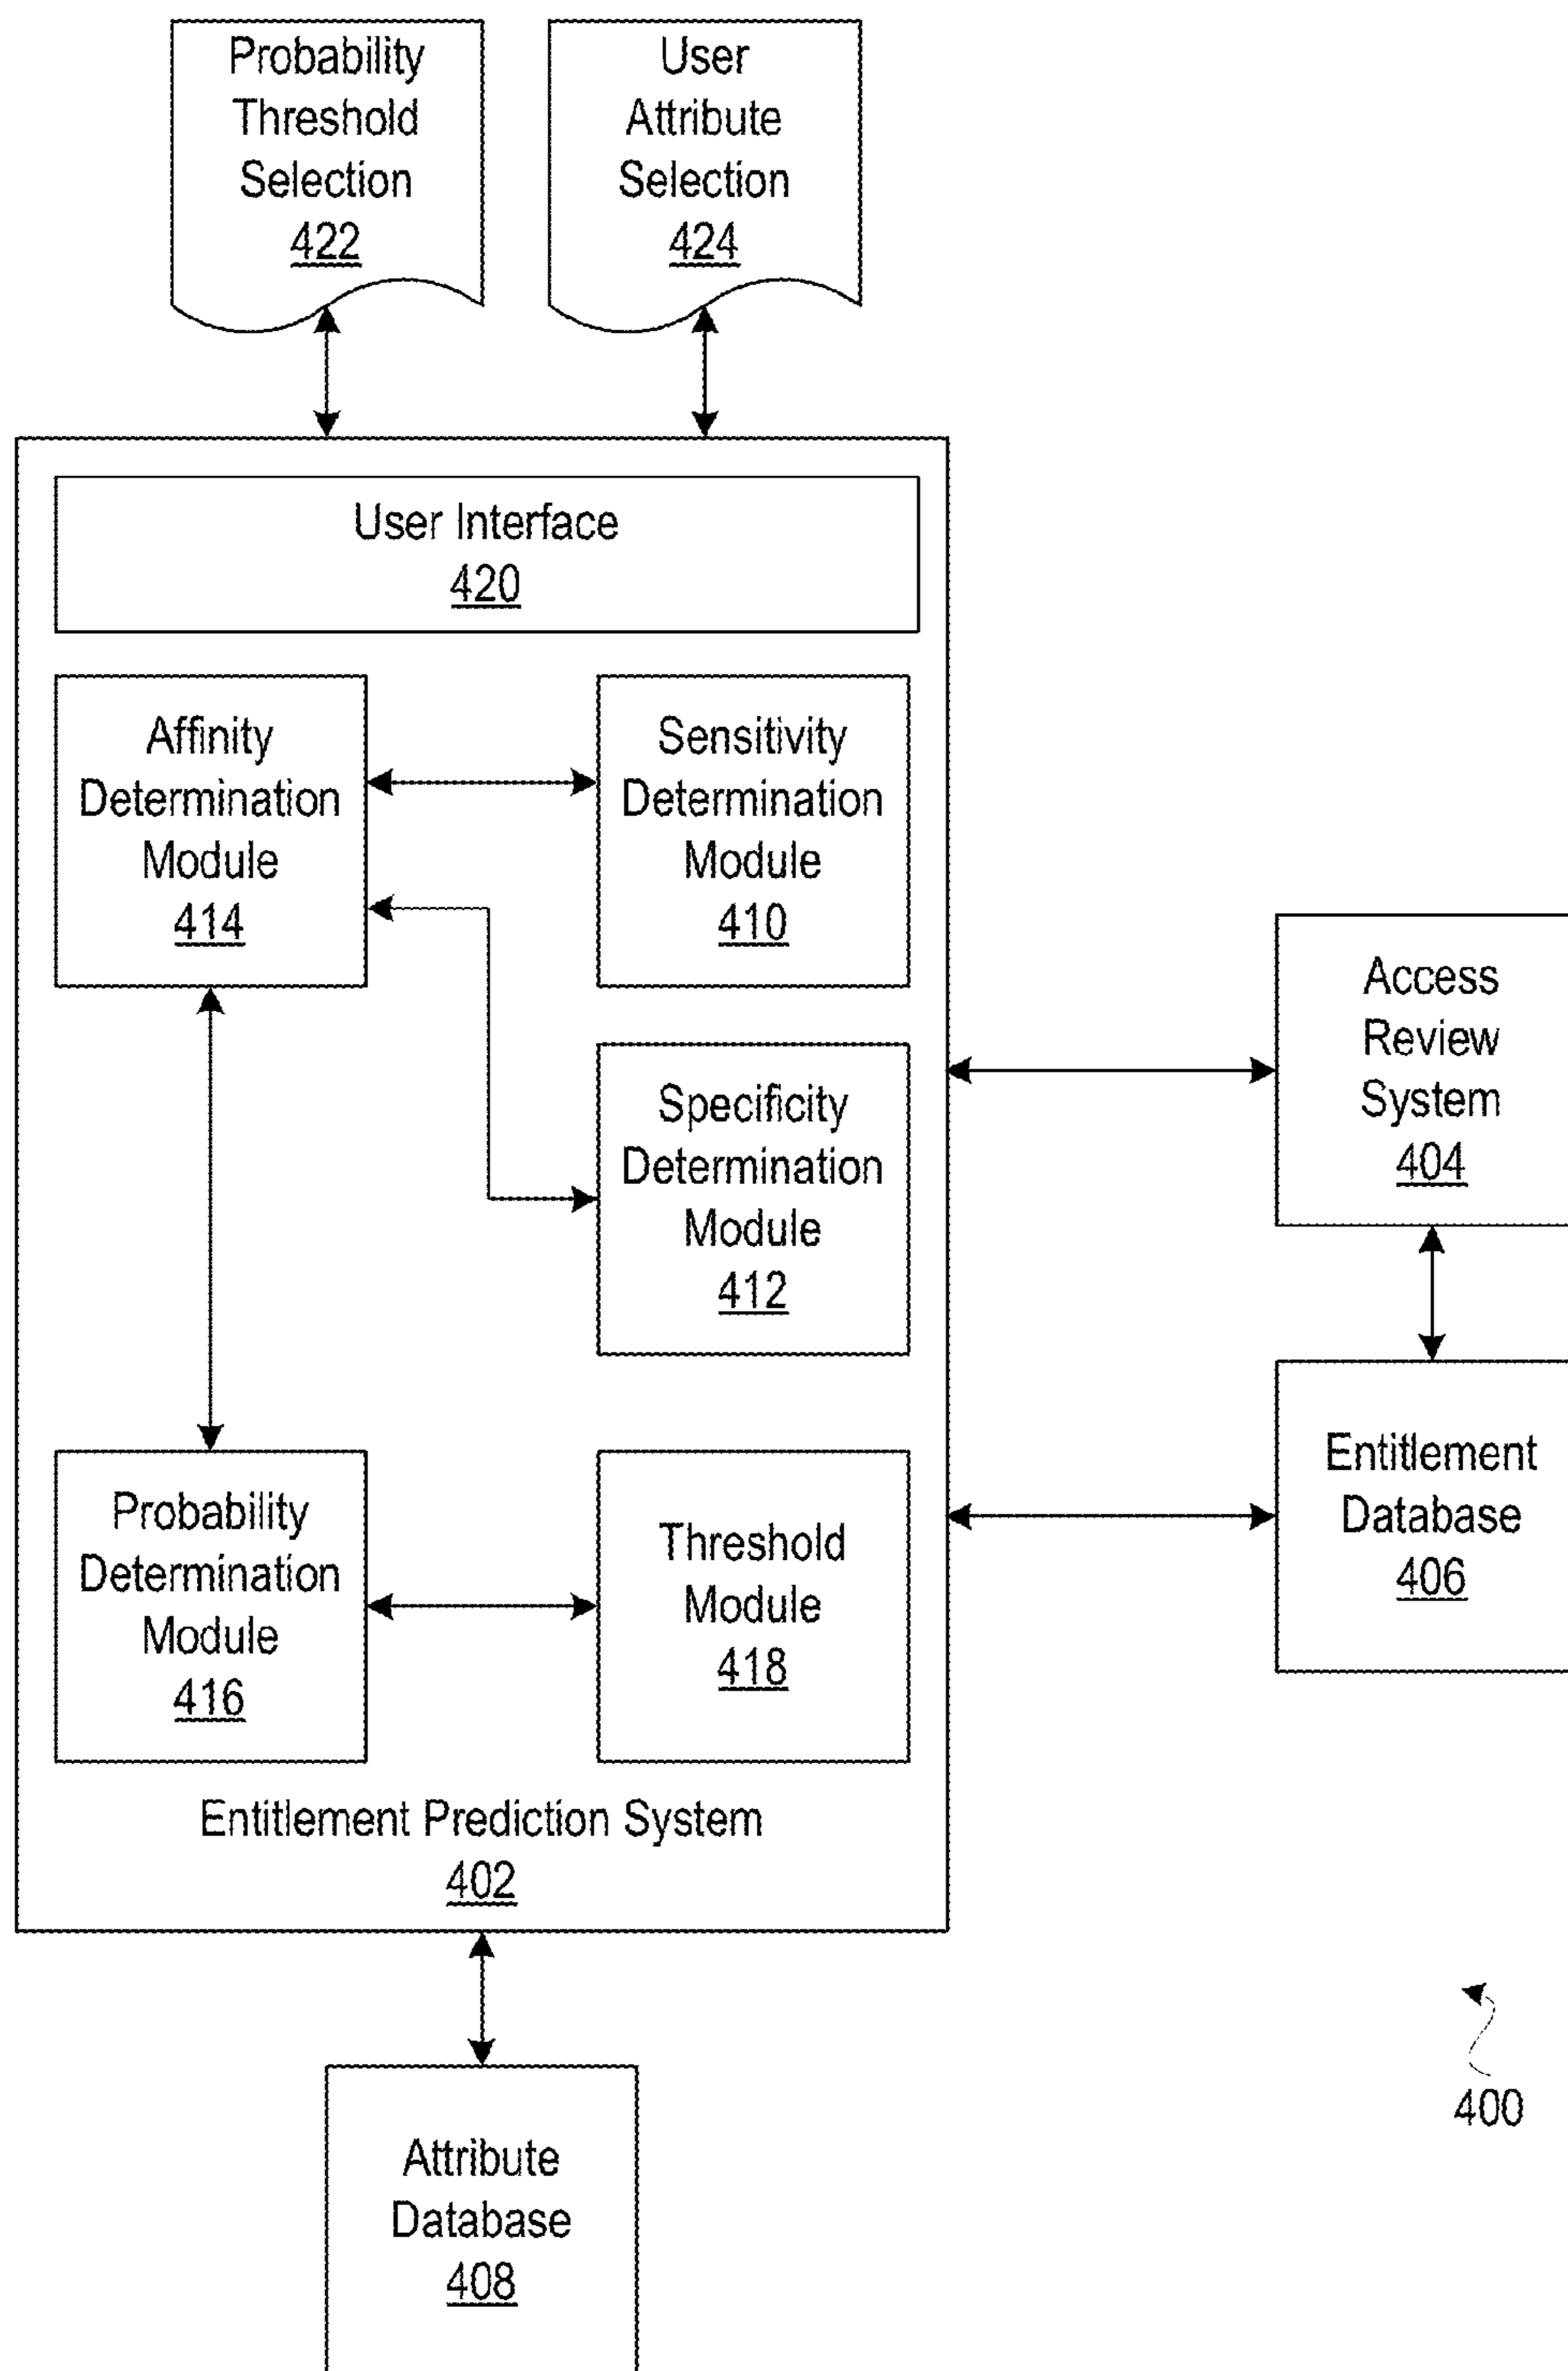 Probability
Threshold
Selection
422
User
Attribute
Selection
424
User Interface
420
Affinity
Determination
Module
414
Sensitivity
Determination
Module
410
Specificity
Determination
Module
412
Access
Review
System
404
Entitlement
Database
406
Probability
Determination
Module
416
Threshold
Module
418
Entitlement Prediction System
402
Attribute
Database
408
400